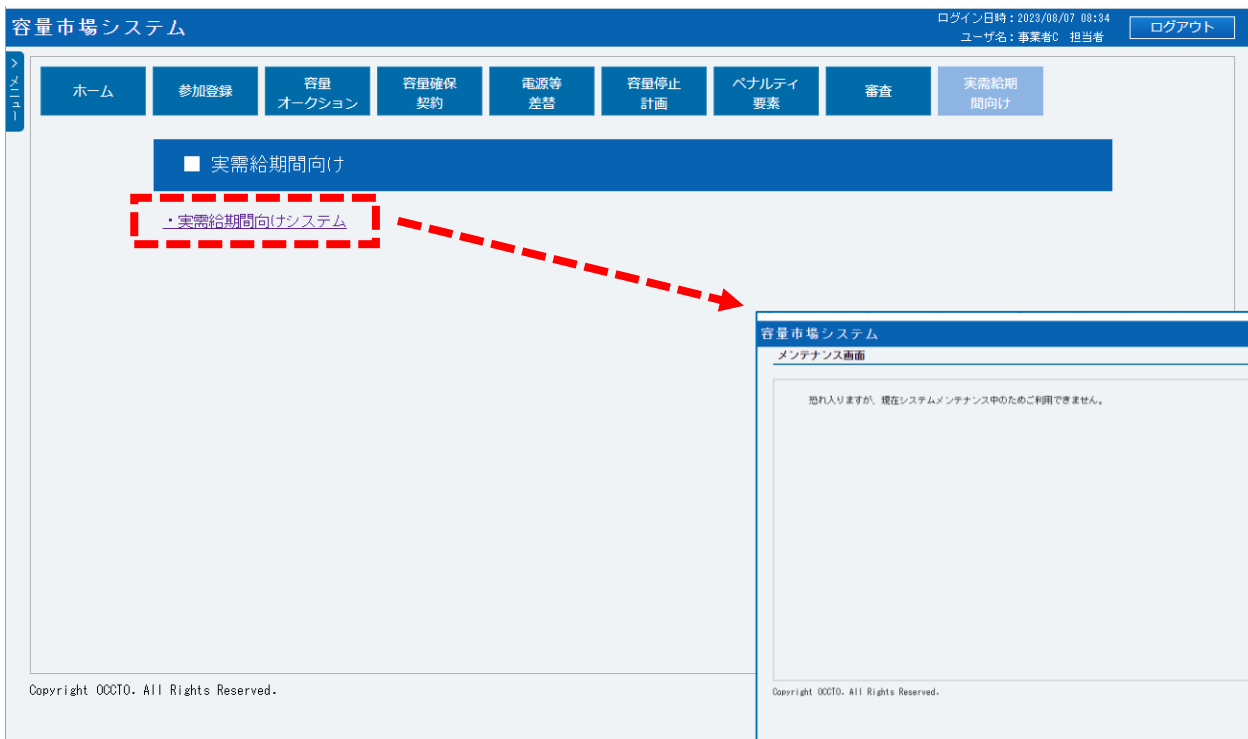 容量市場システム
ログイン日時：2023/08/07 08:34
ユーザ名：事業者C 担当者
ログアウト
＞メニュー
ホーム
参加登録
容量
オークション
容量確保
契約
電源等
差替
容量停止
計画
ペナルティ
要素
審査
実需給期
間向け
■ 実需給期間向け
・実需給期間向けシステム
容量市場システム
メンテナンス画面
恐れ入りますが、現在システムメンテナンス中のためご利用できません。
Copyright OCCTO. All Rights Reserved.
Copyright OCCTO. All Rights Reserved.